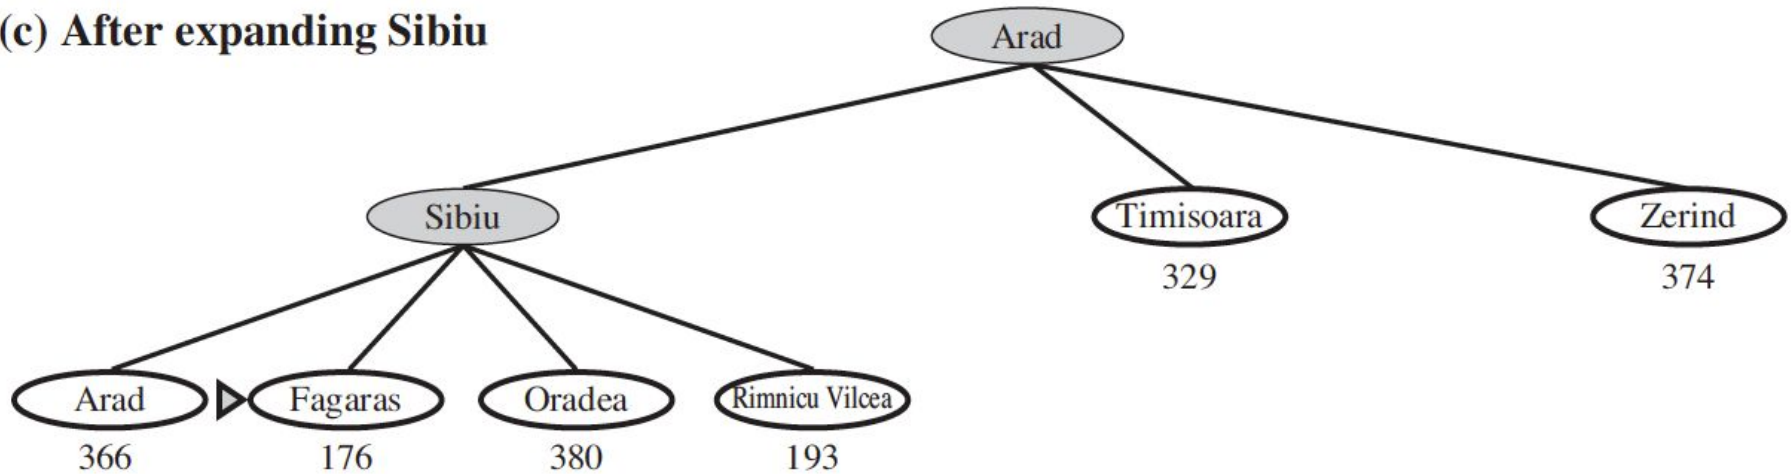 (c) After expanding Sibiu
Arad
Sibiu
Timisoara
Zerind
329
374
Arad
Fagaras
Oradea
Rimnicu Vilcea
366
176
380
193